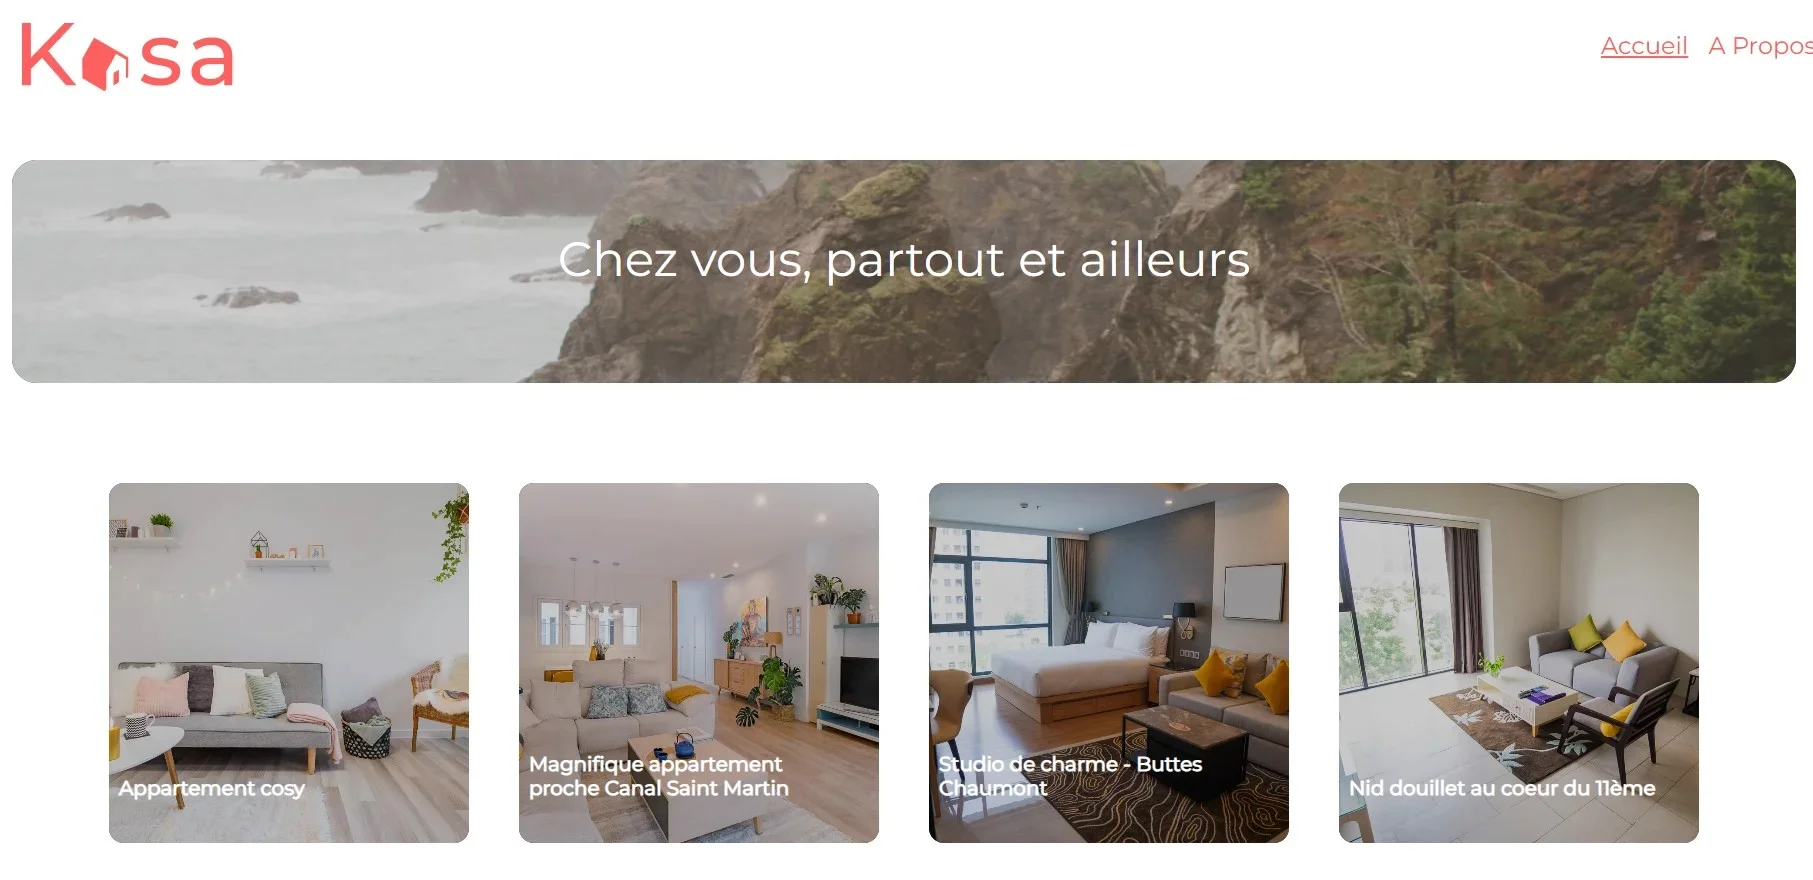 Kasa
Accueil A Propos
Chez vous, partout et ailleurs
Appartement cosy
Magnifique appartement
proche Canal Saint Martin
Studio de charme - Buttes
Chaumont
Nid douillet au coeur du 11ème